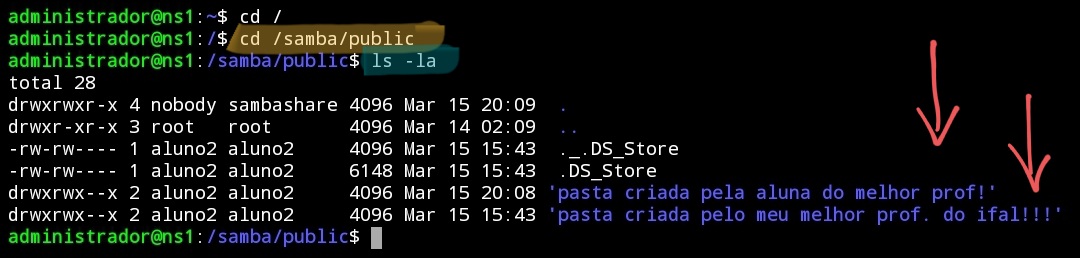 administrador@ns1:~$ cd /
administrador@ns1:/$ cd /samba/public
administrador@ns1:/samba/public$ ls -la
total 28
drwxrwxr-x 4 nobody sambashare 4096 Mar 15 20:09 .
drwxr-xr-x 3 root   root       4096 Mar 14 02:09 ..
-rw-rw---- 1 aluno2 aluno2     4096 Mar 15 15:43 ._.DS_Store
-rw-rw---- 1 aluno2 aluno2     6148 Mar 15 15:43 .DS_Store
drwxrwx--x 2 aluno2 aluno2     4096 Mar 15 20:08 'pasta criada pela aluna do melhor prof!'
drwxrwx--x 2 aluno2 aluno2     4096 Mar 15 15:43 'pasta criada pelo meu melhor prof. do ifal!!!'
administrador@ns1:/samba/public$